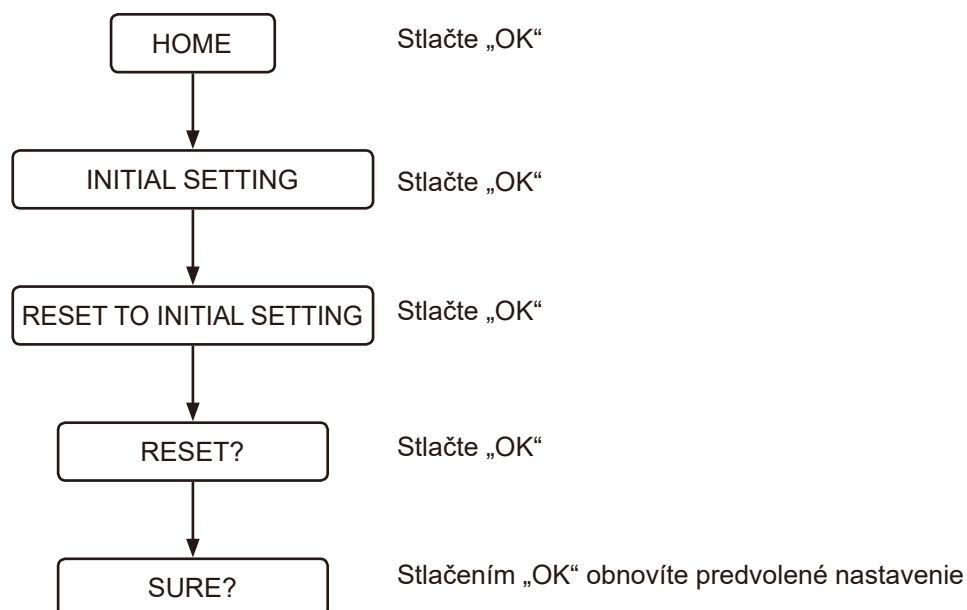 HOME
Stlačte „OK“
INITIAL SETTING
Stlačte „OK“
RESET TO INITIAL SETTING
Stlačte „OK“
RESET?
Stlačte „OK“
SURE?
Stlačením „OK“ obnovíte predvolené nastavenie